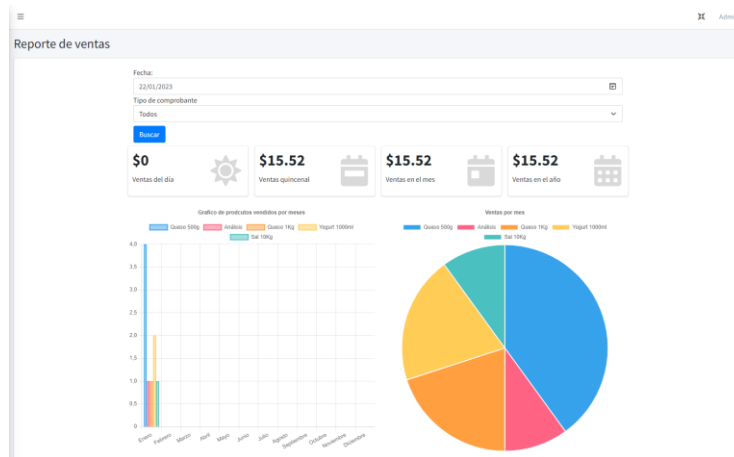 Admi
Reporte de ventas
Fecha:
22/01/2023
Tipo de comprobante
Todos
Buscar
$0
Ventas del día
$15.52
Ventas quincenal
$15.52
Ventas en el mes
$15.52
Ventas en el año
Grafico de prodcutos vendidos por meses
Queso 500g Análisis Queso 1Kg Yogurt 1000ml
Sal 10Kg
4,0
3,5
3,0
2,5
2,0
1,5
1,0
0,5
0
Enero Febrero Marzo Abril Mayo Junio Julio Agosto Septiembre Octubre Noviembre Diciembre
Ventas por mes
Queso 500g Análisis Queso 1Kg Yogurt 1000ml
Sal 10Kg